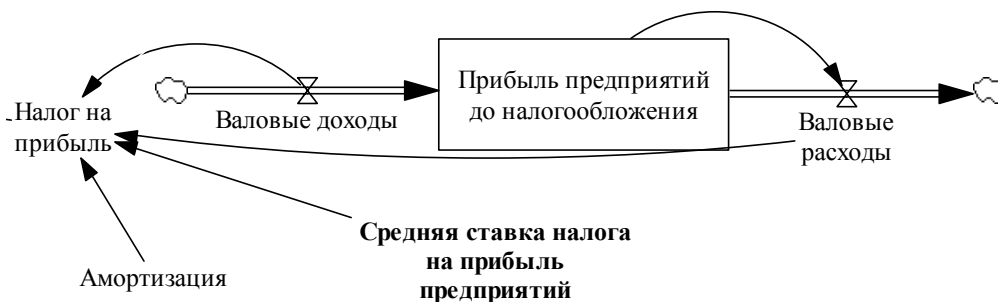 Прибыль предприятий
до налогообложения
Налог на
прибыль
Валовые доходы
Валовые
расходы
Средняя ставка налога
на прибыль
предприятий
Амортизация